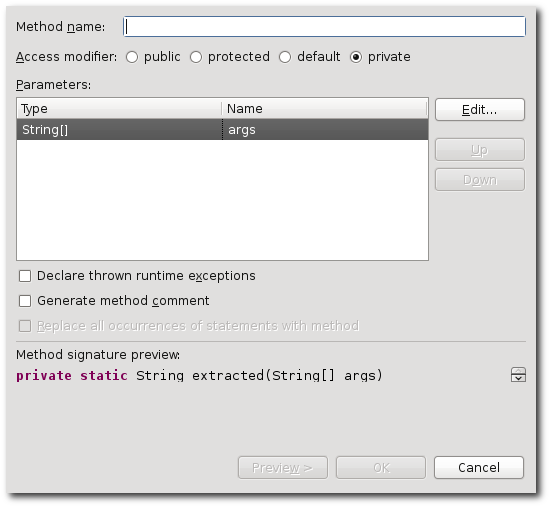 Method name:
Access modifier: public protected default private
Parameters:
Type Name Edit...
String[] args
Up
Down
Declare thrown runtime exceptions
Generate method comment
Replace all occurrences of statements with method
Method signature preview:
private static String extracted(String[] args)
Preview > OK Cancel